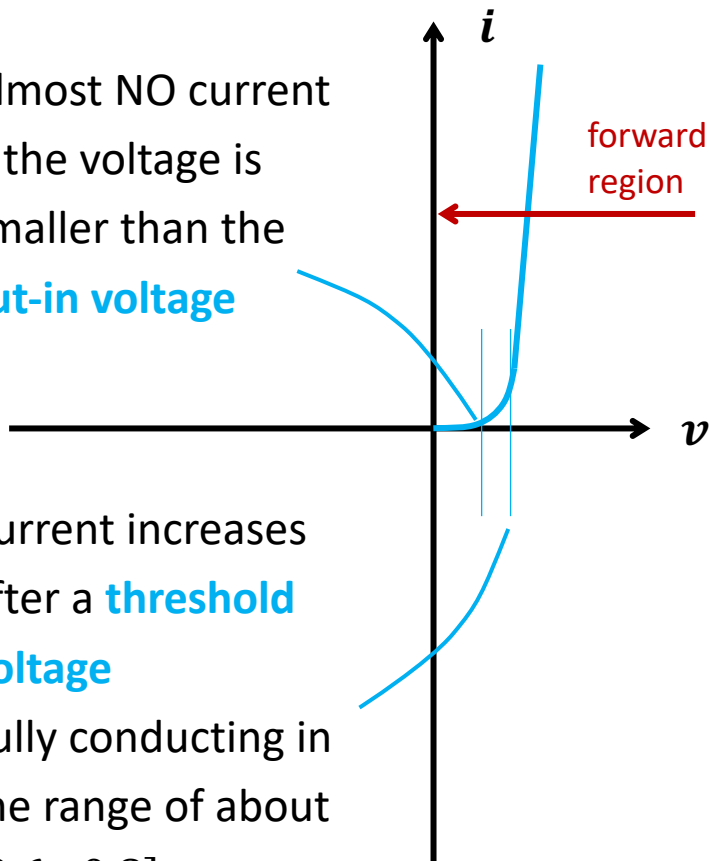 i
lmost NO current
the voltage is
maller than the
ut-in voltage
forward
region
v
urrent increases
fter a threshold
oltage
ully conducting in
ne range of about